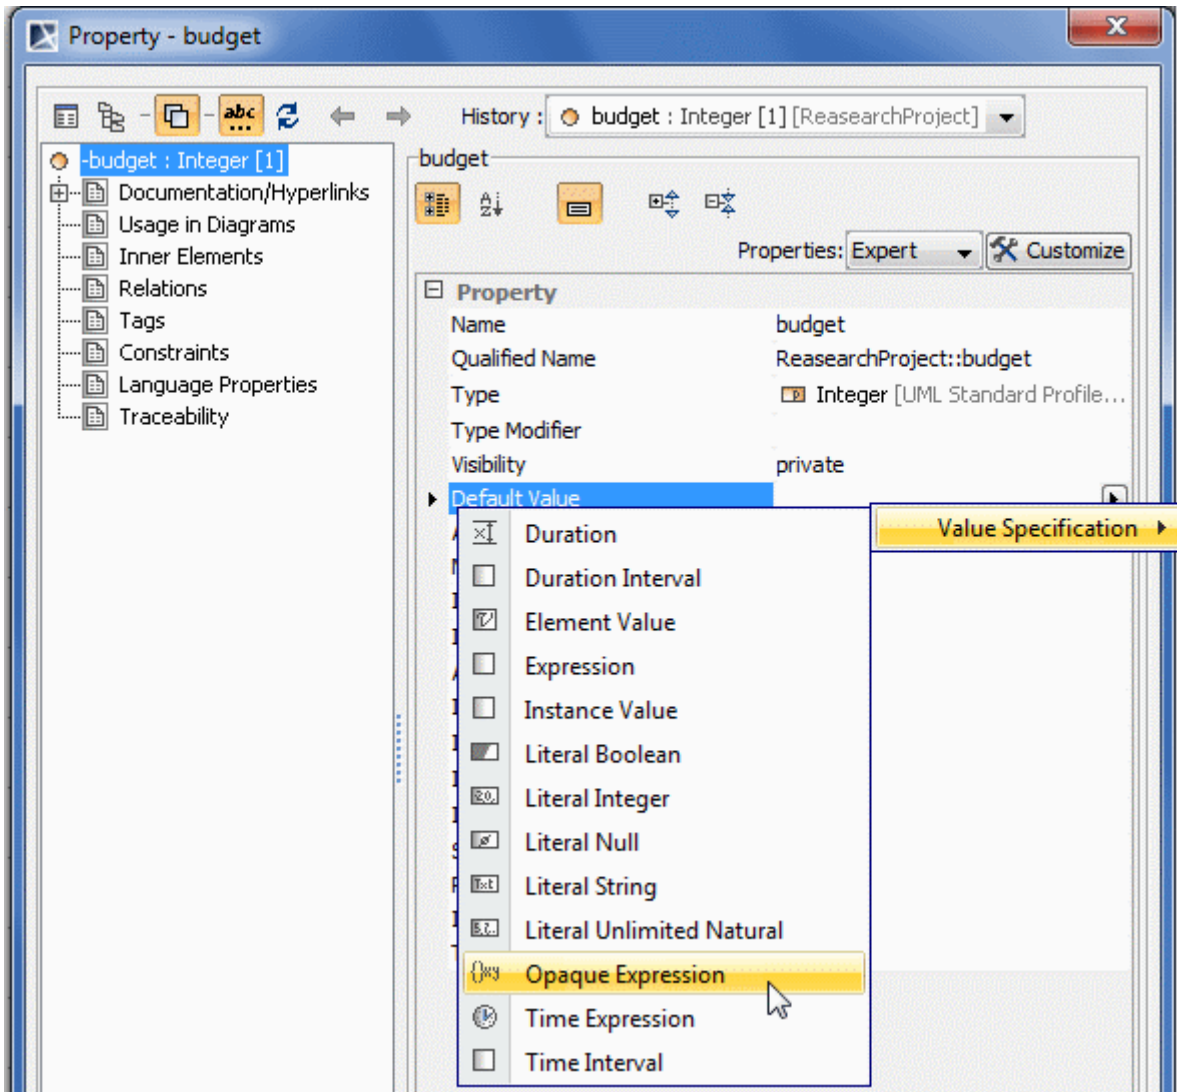 Property - budget
abc
History : budget : Integer [1] [ReasearchProject]
-budget : Integer [1]
Documentation/Hyperlinks
Usage in Diagrams
Inner Elements
Relations
Tags
Constraints
Language Properties
Traceability
budget
Properties: Expert Customize
Property
Name budget
Qualified Name ReasearchProject::budget
Type Integer [UML Standard Profile...
Type Modifier
Visibility private
Default Value
Value Specification
Duration
Duration Interval
Element Value
Expression
Instance Value
Literal Boolean
Literal Integer
Literal Null
Literal String
Literal Unlimited Natural
Opaque Expression
Time Expression
Time Interval